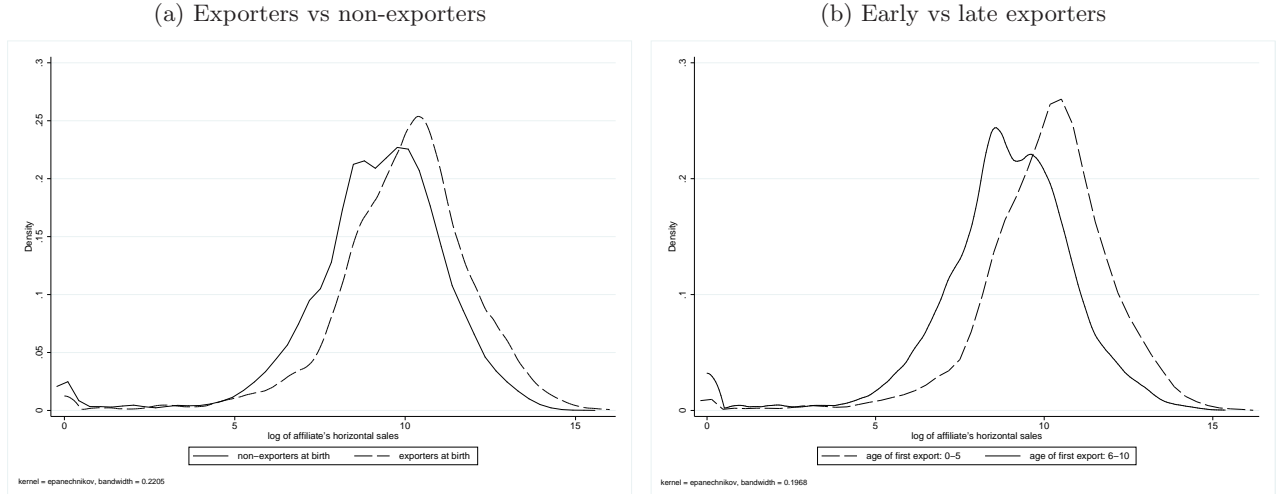 (a) Exporters vs non-exporters
.3
.25
.2
.15
.1
.05
0
Density
0 5 10 15
log of affiliate's horizontal sales
non−exporters at birth exporters at birth
kernel = epanechnikov, bandwidth = 0.2205
(b) Early vs late exporters
.3
.2
.1
0
Density
0 5 10 15
log of affiliate's horizontal sales
age of first export: 0−5 age of first export: 6−10
kernel = epanechnikov, bandwidth = 0.1968